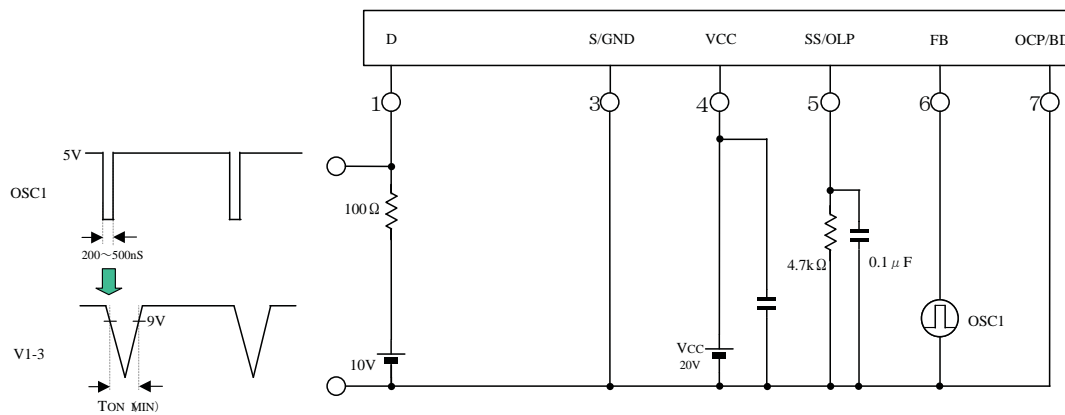 D S/GND VCC SS/OLP FB OCP/BD
1 3 4 5 6 7
5V
OSC1
200～500nS
9V
V1-3
TON (MIN)
100Ω
10V
VCC
20V
4.7kΩ
0.1μF
OSC1